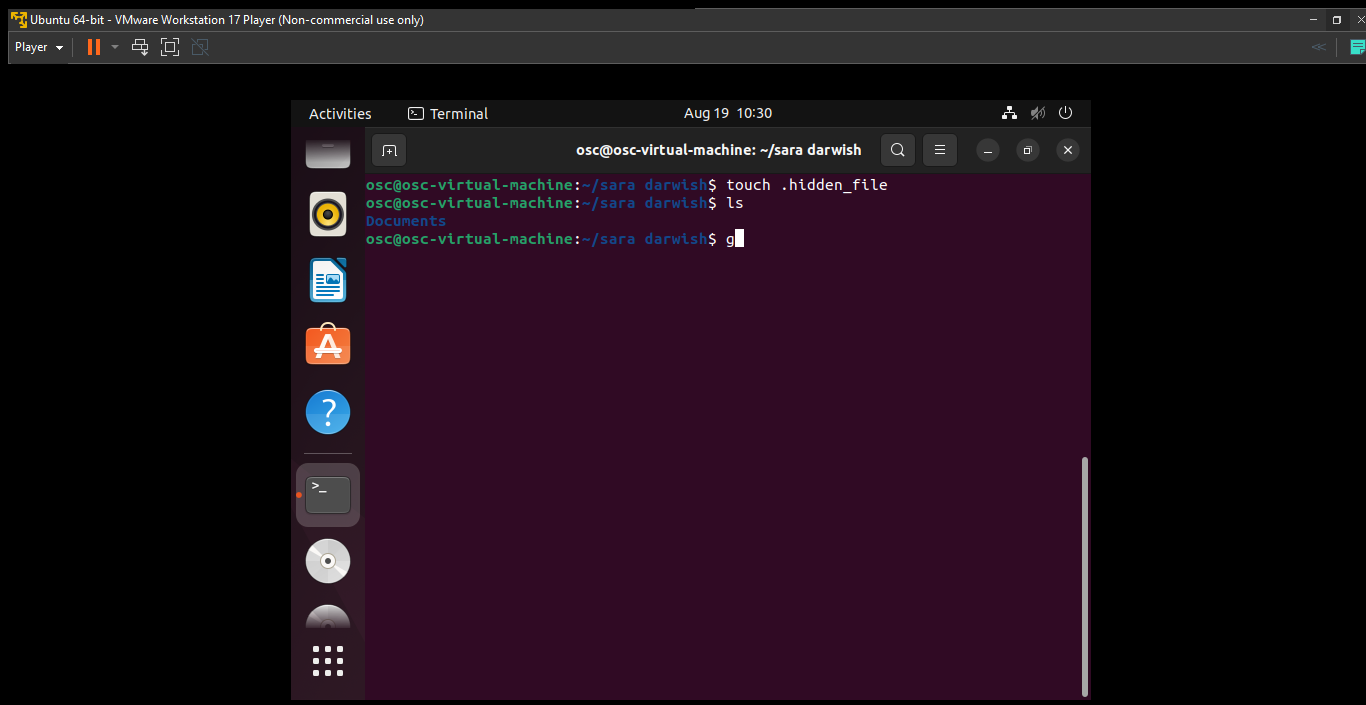 Ubuntu 64-bit - VMware Workstation 17 Player (Non-commercial use only)
Player
Activities
Terminal
Aug 19 10:30
osc@osc-virtual-machine: ~/sara darwish
osc@osc-virtual-machine:~/sara darwish$ touch .hidden_file
osc@osc-virtual-machine:~/sara darwish$ ls
Documents
osc@osc-virtual-machine:~/sara darwish$ g